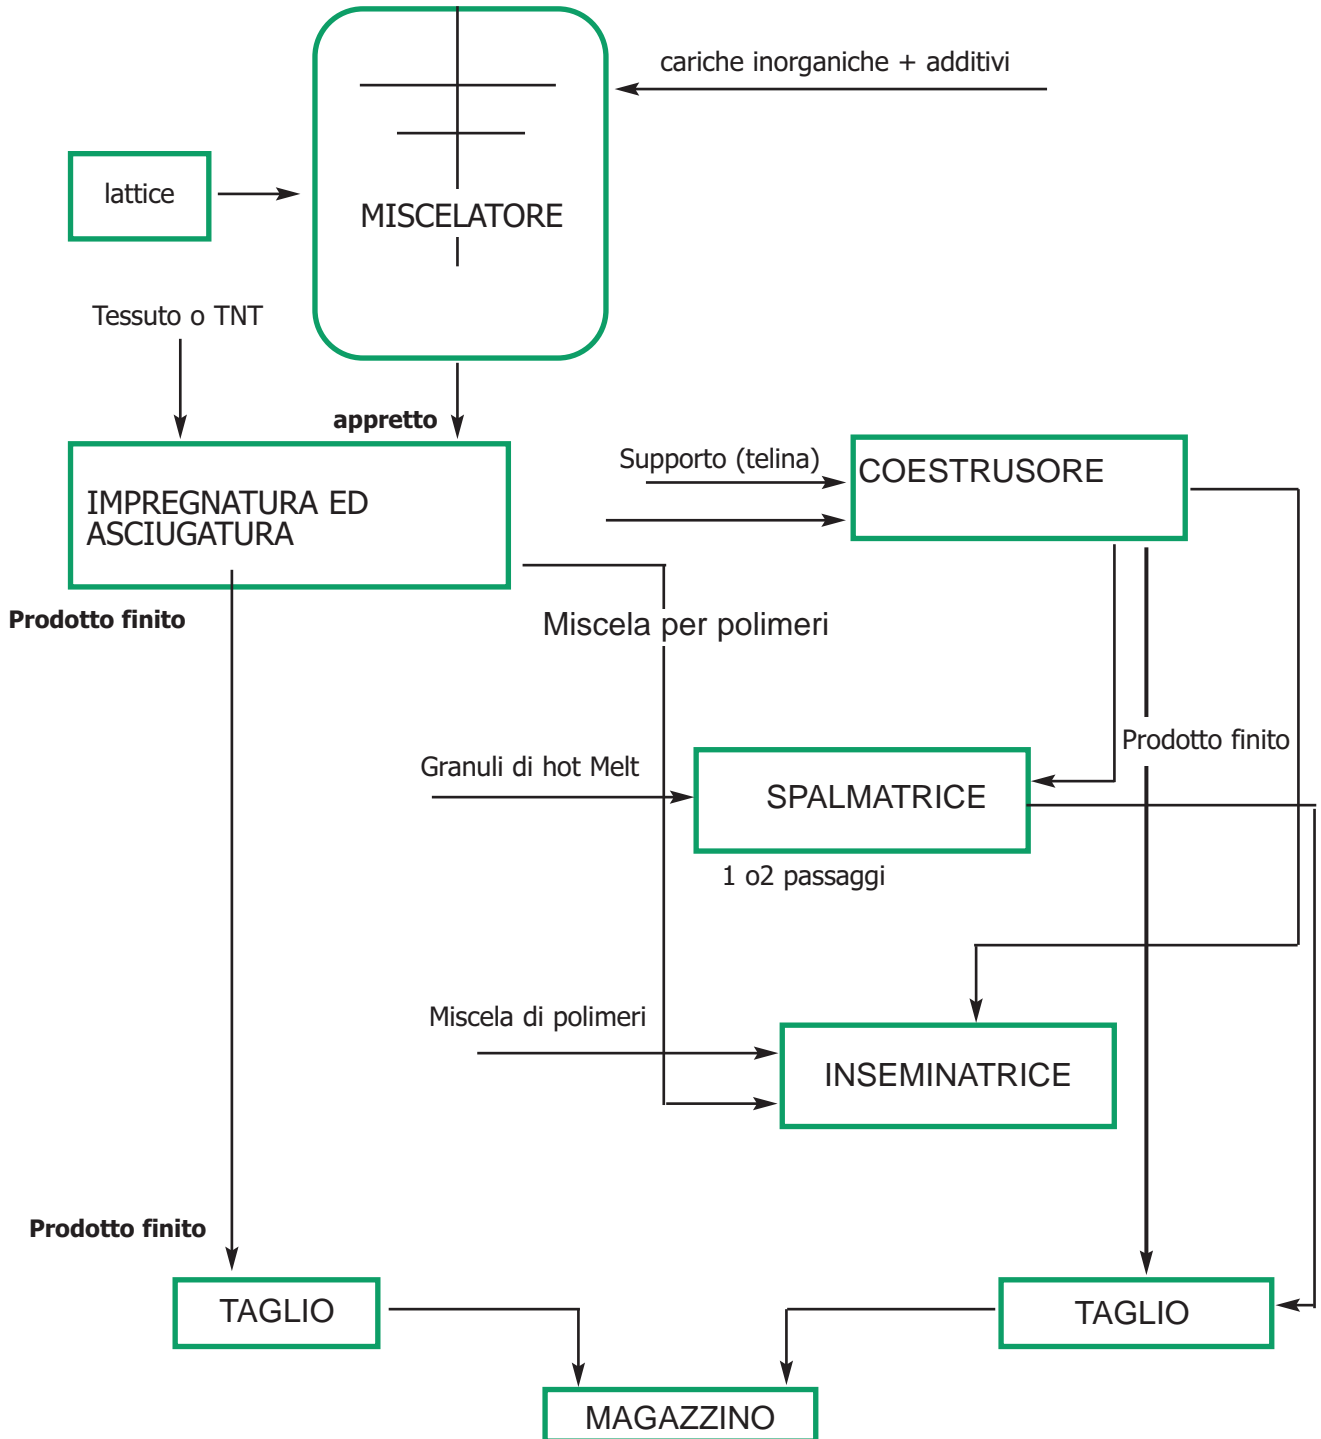 cariche inorganiche + additivi
lattice
MISCELATORE
Tessuto o TNT
appretto
Supporto (telina)
COESTRUSORE
IMPREGNATURA ED
ASCIUGATURA
Prodotto finito
Miscela per polimeri
Prodotto finito
Granuli di hot Melt
SPALMATRICE
1 o2 passaggi
Miscela di polimeri
INSEMINATRICE
Prodotto finito
TAGLIO
TAGLIO
MAGAZZINO